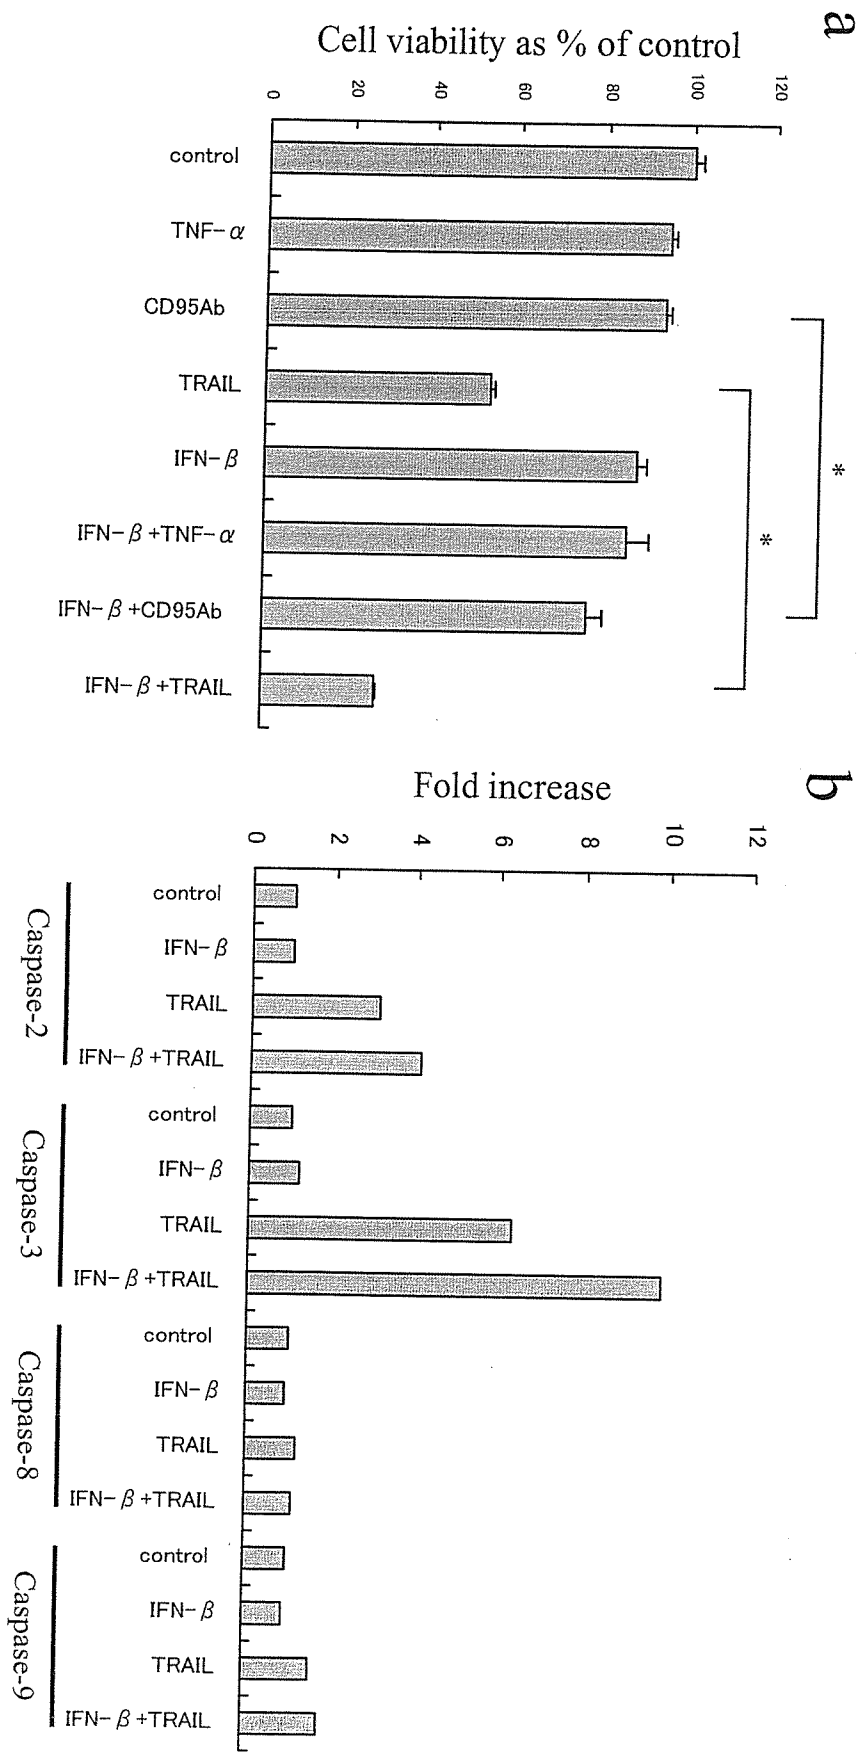 a
Cell viability as % of control
0
20
40
60
80
100
120
control
TNF-α
CD95Ab
TRAIL
IFN-β
IFN-β+TNF-α
IFN-β+CD95Ab
IFN-β+TRAIL
*
*
b
Fold increase
0
2
4
6
8
10
12
control
IFN-β
TRAIL
IFN-β+TRAIL
Caspase-2
control
IFN-β
TRAIL
IFN-β+TRAIL
Caspase-3
control
IFN-β
TRAIL
IFN-β+TRAIL
Caspase-8
control
IFN-β
TRAIL
IFN-β+TRAIL
Caspase-9